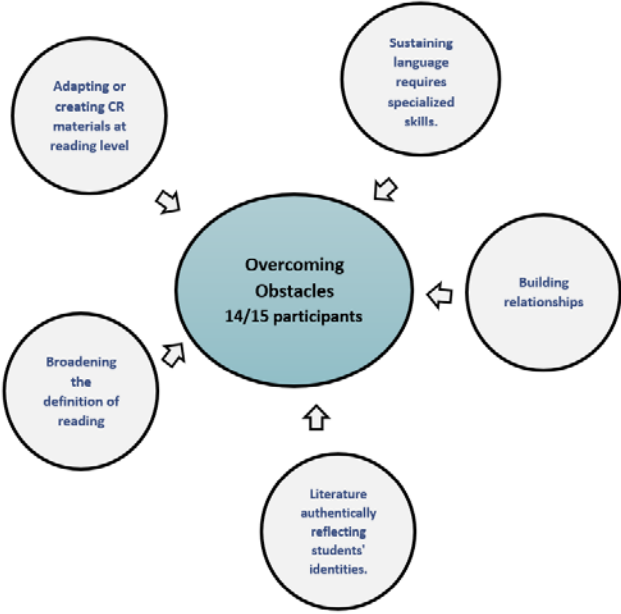 Adapting or
creating CR
materials at
reading level
Sustaining
language
requires
specialized
skills.
Overcoming
Obstacles
14/15 participants
Building
relationships
Broadening
the
definition of
reading
Literature
authentically
reflecting
students'
identities.